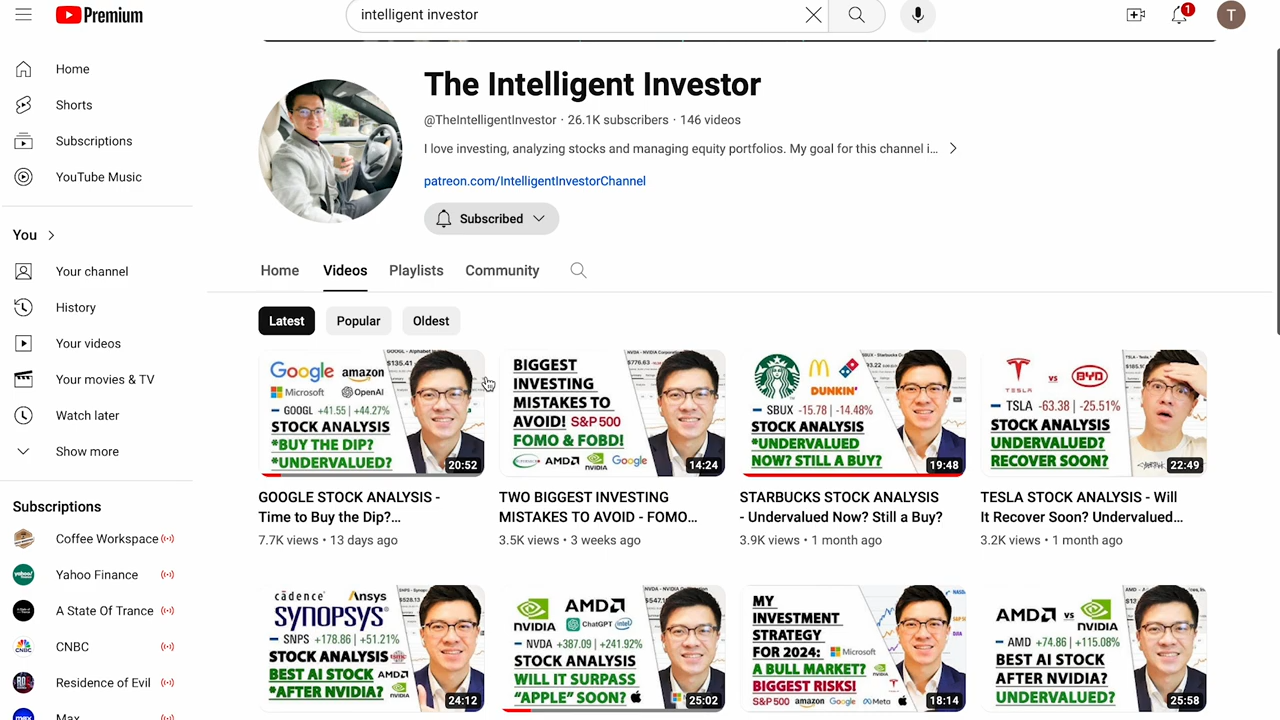 Premium
intelligent investor
1
T
Home
Shorts
Subscriptions
YouTube Music
You
Your channel
History
Your videos
Your movies & TV
Watch later
Show more
Subscriptions
Coffee Workspace
Yahoo Finance
A State Of Trance
CNBC
Residence of Evil
Max
The Intelligent Investor
@TheIntelligentInvestor · 26.1K subscribers · 146 videos
I love investing, analyzing stocks and managing equity portfolios. My goal for this channel i...
patreon.com/IntelligentInvestorChannel
Subscribed
Home Videos Playlists Community
Latest Popular Oldest
Google amazon
Microsoft OpenAI
GOOGL +41.55 | +44.27%
STOCK ANALYSIS
*BUY THE DIP?
*UNDERVALUED?
20:52
GOOGLE STOCK ANALYSIS -
Time to Buy the Dip?...
7.7K views • 13 days ago
BIGGEST
INVESTING
MISTAKES TO
AVOID! S&P 500
FOMO & FOBD!
AMD NVIDIA Google
14:24
TWO BIGGEST INVESTING
MISTAKES TO AVOID - FOMO...
3.5K views • 3 weeks ago
DUNKIN'
SBUX -15.78 | -14.48%
STOCK ANALYSIS
*UNDERVALUED
NOW? STILL A BUY?
19:48
STARBUCKS STOCK ANALYSIS
- Undervalued Now? Still a Buy?
3.9K views • 1 month ago
TESLA VS BYD
TSLA -63.38 | -25.51%
STOCK ANALYSIS
UNDERVALUED?
RECOVER SOON?
22:49
TESLA STOCK ANALYSIS - Will
It Recover Soon? Undervalued...
3.2K views • 1 month ago
cādence Ansys
SYNOPSYS
SNPS +178.86 | +51.21%
STOCK ANALYSIS
BEST AI STOCK AMD
*AFTER NVIDIA? NVIDIA
24:12
NVIDIA AMD
ChatGPT intel
NVDA +387.09 | +241.92%
STOCK ANALYSIS
WILL IT SURPASS
"APPLE" SOON?
25:02
MY
INVESTMENT
STRATEGY
FOR 2024: Microsoft
A BULL MARKET?
BIGGEST RISKS!
S&P 500 amazon Google Meta
18:14
AMD vs NVIDIA
AMD +74.86 | +115.08%
BEST AI STOCK
AFTER NVIDIA?
UNDERVALUED?
25:58